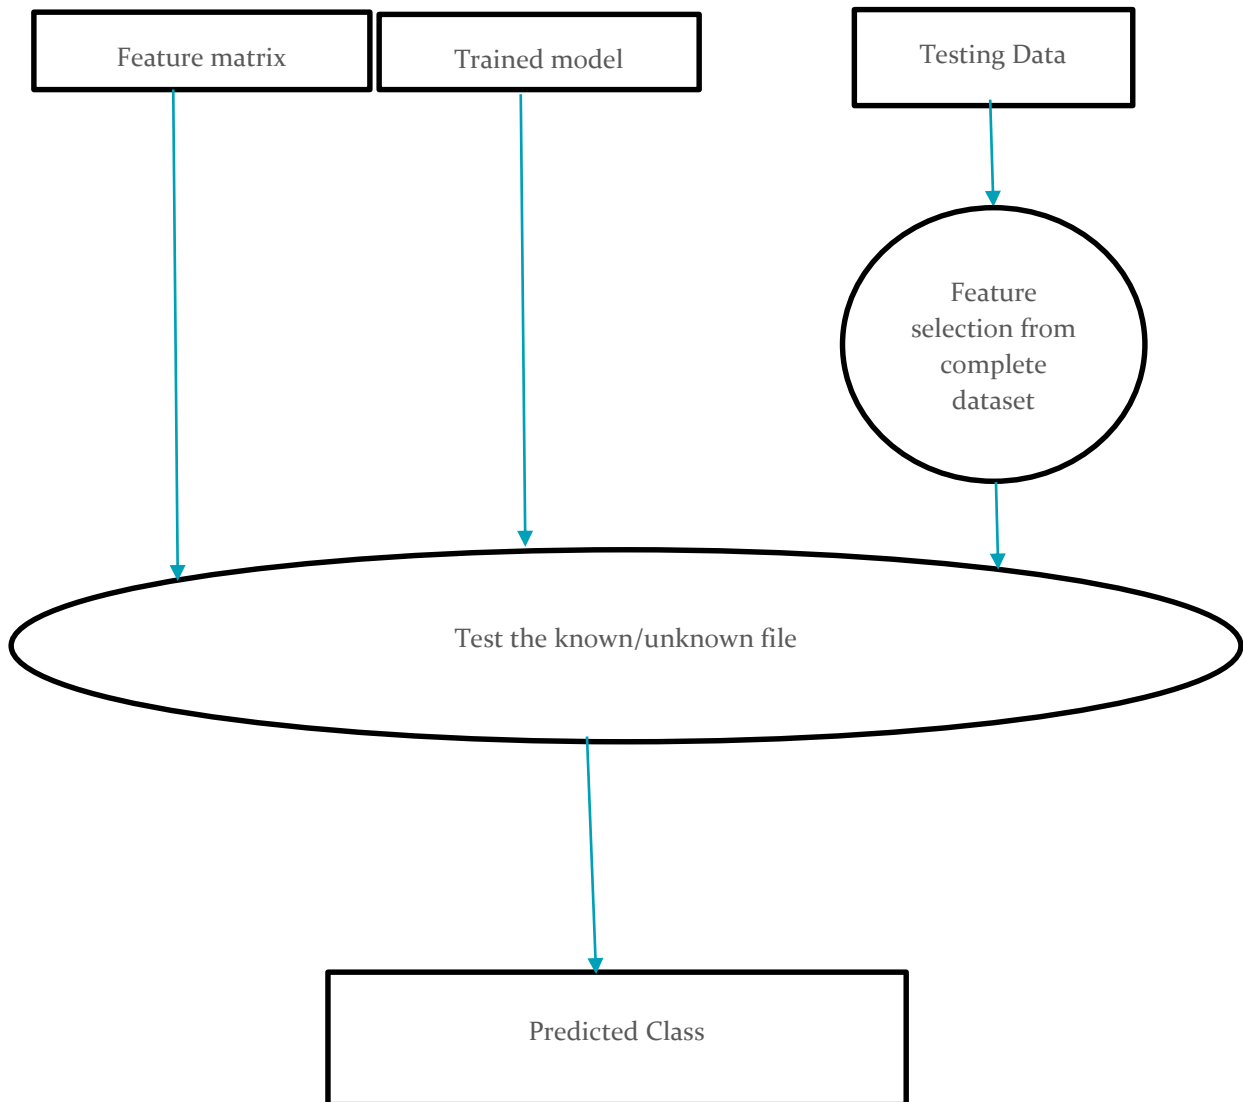 Feature matrix
Trained model
Testing Data
Feature
selection from
complete
dataset
Test the known/unknown file
Predicted Class